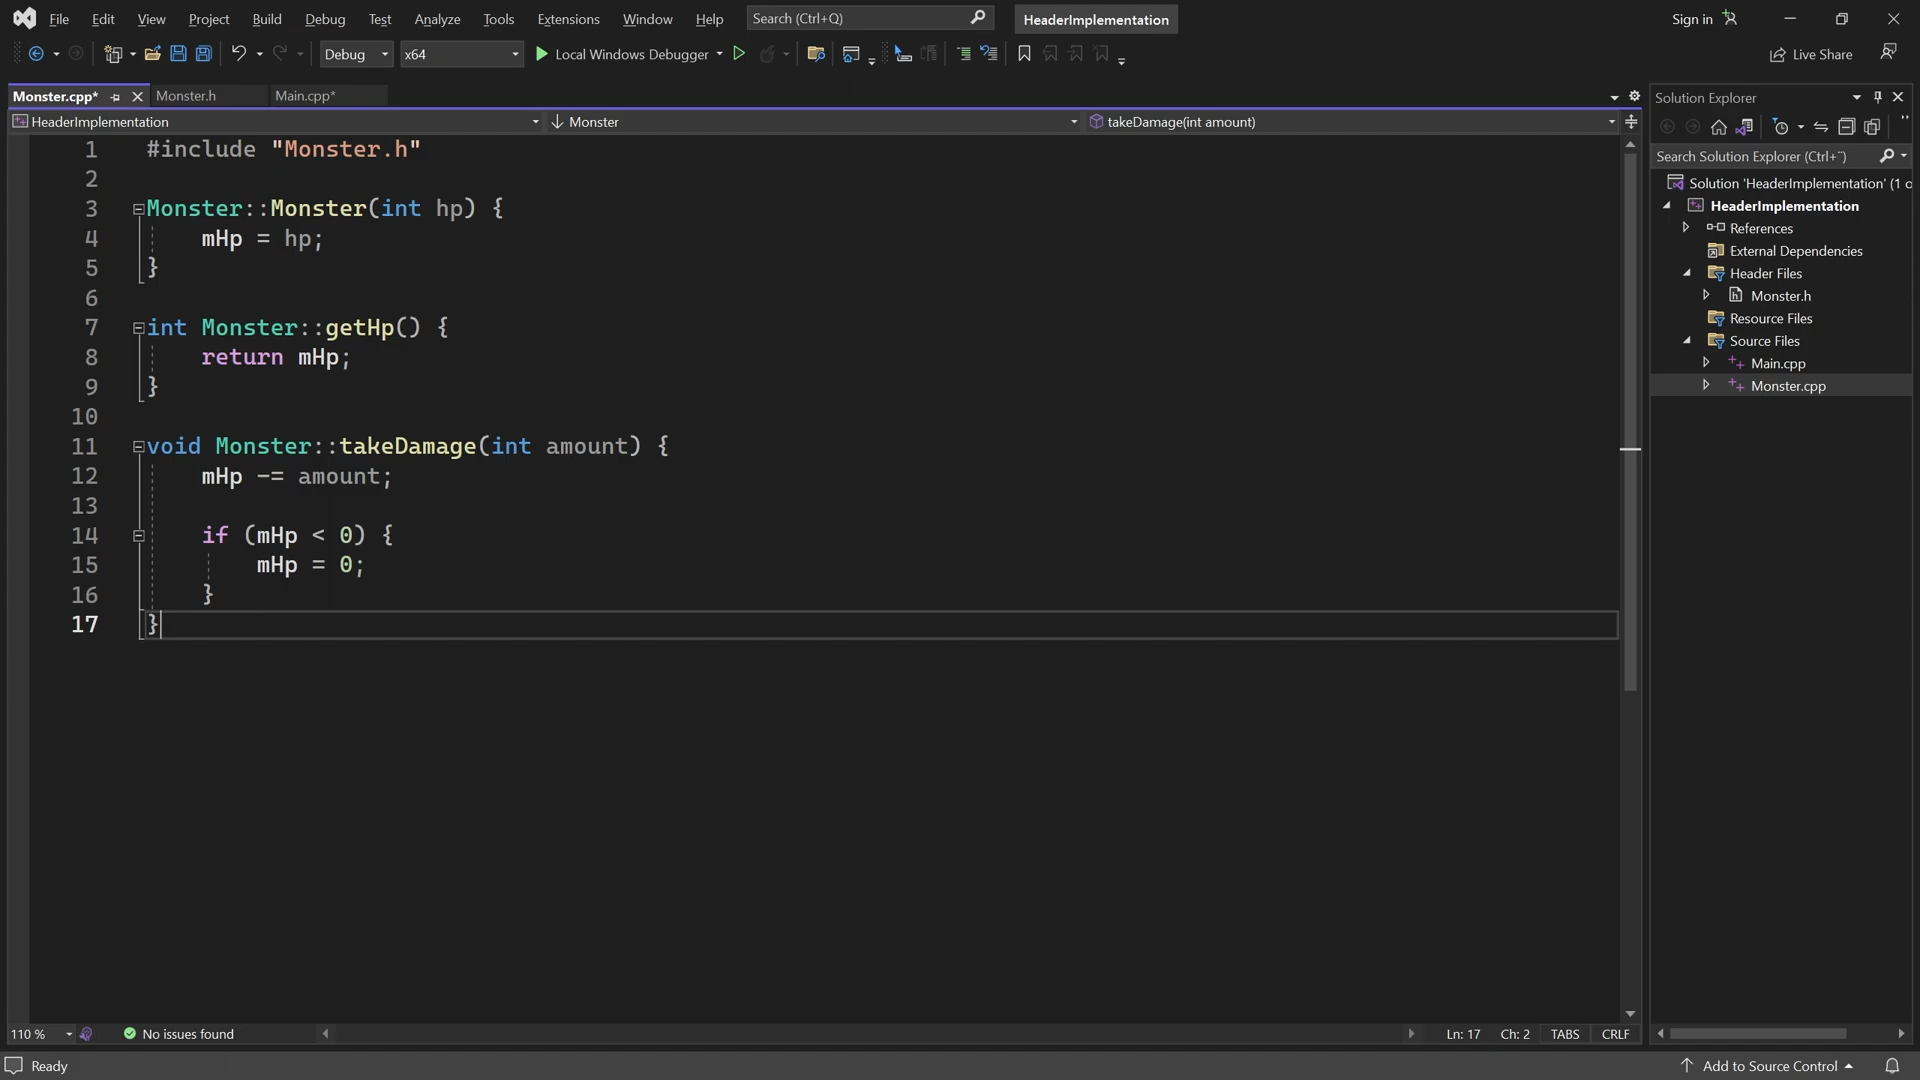 File Edit View Project Build Debug Test Analyze Tools Extensions Window Help Search (Ctrl+Q) HeaderImplementation Sign in
Debug x64 Local Windows Debugger Live Share
Monster.cpp* Monster.h Main.cpp*
HeaderImplementation Monster takeDamage(int amount)
1 #include "Monster.h"
2
3 Monster::Monster(int hp) {
4 mHp = hp;
5 }
6
7 int Monster::getHp() {
8 return mHp;
9 }
10
11 void Monster::takeDamage(int amount) {
12 mHp -= amount;
13
14 if (mHp < 0) {
15 mHp = 0;
16 }
17 }
110 % No issues found Ln: 17 Ch: 2 TABS CRLF
Ready Add to Source Control
Solution Explorer
Search Solution Explorer (Ctrl+¨)
Solution 'HeaderImplementation' (1 o
HeaderImplementation
References
External Dependencies
Header Files
Monster.h
Resource Files
Source Files
Main.cpp
Monster.cpp